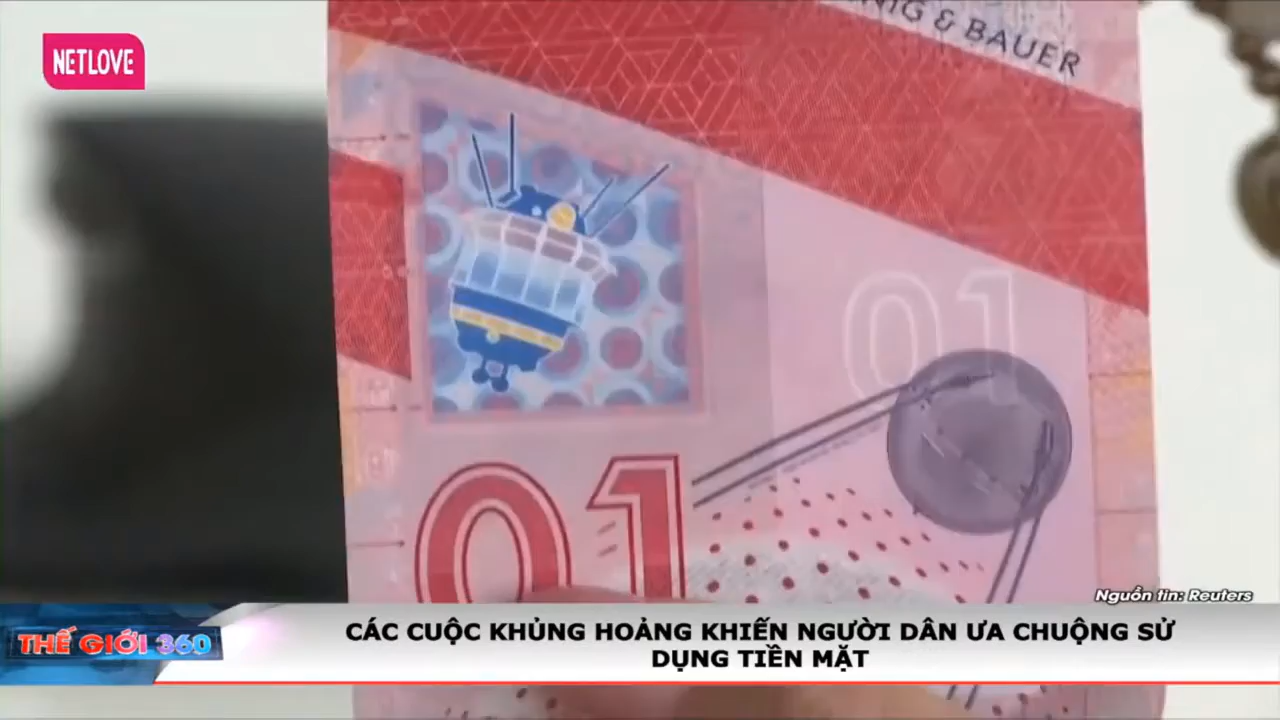 NETLOVE
NIG & BAUER
01
01
Nguồn tin: Reuters
THẾ GIỚI 360
CÁC CUỘC KHỦNG HOẢNG KHIẾN NGƯỜI DÂN ƯA CHUỘNG SỬ
DỤNG TIỀN MẶT